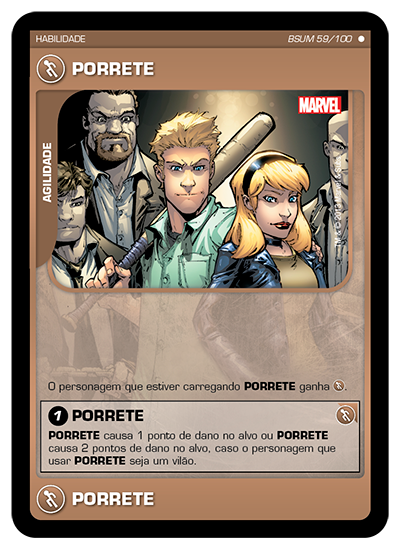 HABILIDADE
BSUM 59/100
PORRETE
MARVEL
AGILIDADE
O personagem que estiver carregando PORRETE ganha
1 PORRETE
PORRETE causa 1 ponto de dano no alvo ou PORRETE
causa 2 pontos de dano no alvo, caso o personagem que
usar PORRETE seja um vilão.
PORRETE